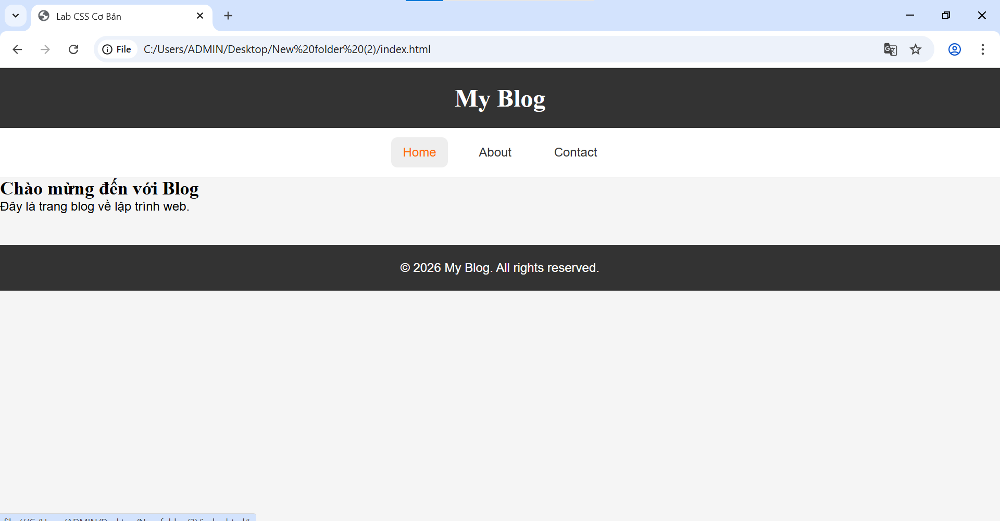 Lab CSS Cơ Bản
File C:/Users/ADMIN/Desktop/New%20folder%20(2)/index.html
My Blog
Home About Contact
Chào mừng đến với Blog
Đây là trang blog về lập trình web.
© 2026 My Blog. All rights reserved.